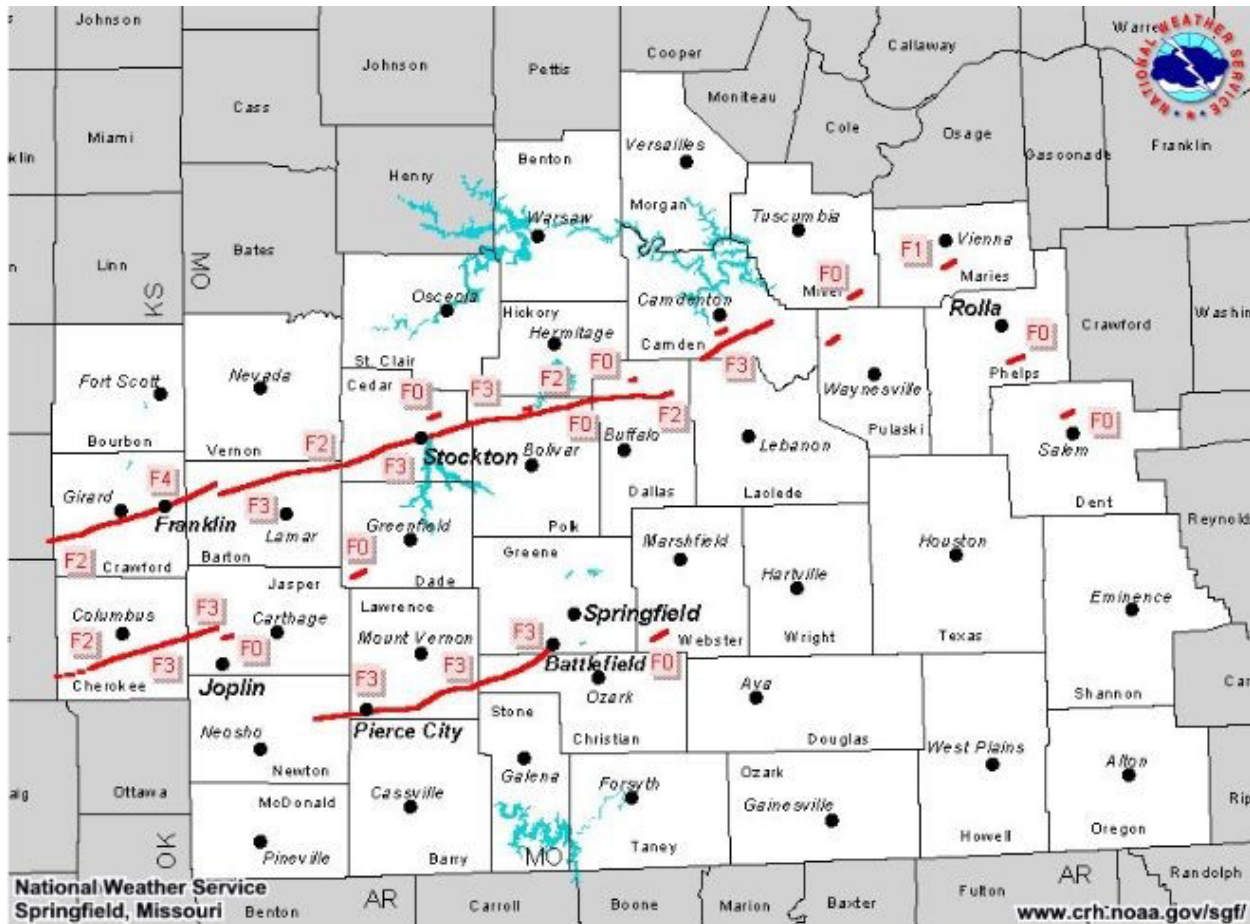 Johnson
Johnson
Johnson
Pettis
Cooper
Callaway
Warre
NATIONAL WEATHER SERVICE
Cass
Moniteau
Cole
Osage
Gasconade
Franklin
Miami
klin
Henry
Benton
Versailles
Morgan
Tuscumbia
Vienna
F1
Maries
Warsaw
Bates
Linn
KS
MO
F0
Miller
Osceola
Hickory
Hermitage
Camdenton
Camden
Rolla
Crawford
Washin
St. Clair
Cedar
F0
F3
F2
F0
F3
F0
Phelps
Waynesville
Pulaski
Fort Scott
Nevada
Bourbon
Vernon
F2
Stockton
F3
F0
Bolivar
Buffalo
F2
Lebanon
Laclede
F0
Salem
Dent
Girard
F4
Franklin
F3
Lamar
Barton
Greenfield
Dade
Polk
Dallas
Reynolds
F2
Crawford
F0
Greene
Marshfield
Houston
Texas
Columbus
Jasper
Carthage
Lawrence
Mount Vernon
Springfield
Hartville
Wright
Webster
Eminence
Shannon
F2
F3
F3
F0
Cherokee
Joplin
F3
F3
F3
Battlefield
F0
Ozark
Ava
Douglas
Pierce City
Stone
Christian
Neosho
Newton
Galena
Forsyth
Ozark
Gainesville
West Plains
Howell
Alton
Oregon
Car
Rip
aig
Ottawa
McDonald
Pineville
Cassville
Barry
MO
Taney
OK
AR
AR
Randolph
Fulton
National Weather Service
Springfield, Missouri
Benton
Carroll
Boone
Marion
Baxter
www.crh.noaa.gov/sgf/